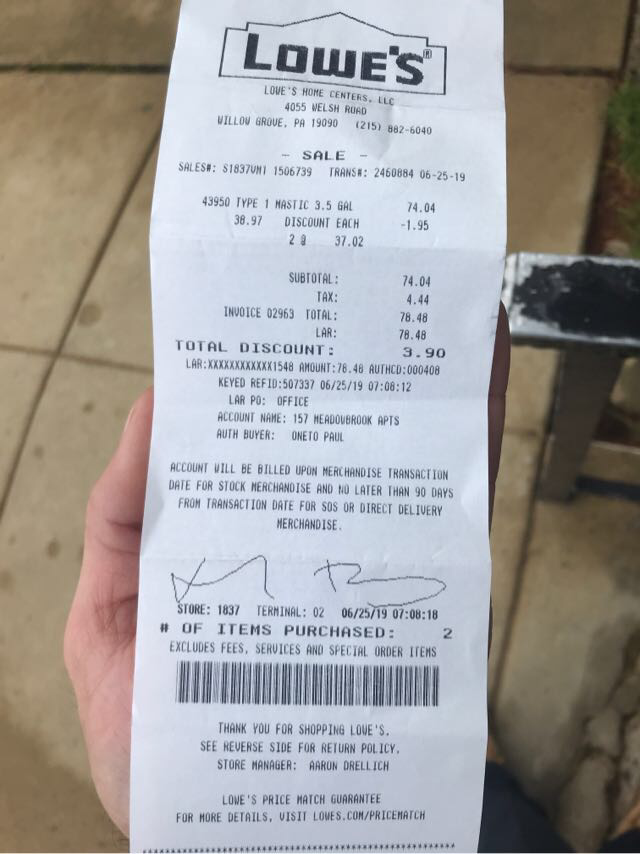 LOWE'S®
LOWE'S HOME CENTERS, LLC
4055 WELSH ROAD
WILLOW GROVE, PA 19090 (215) 882-6040
- SALE -
SALES#: S1837VM1 1506739 TRANS#: 2460884 06-25-19
43950 TYPE 1 MASTIC 3.5 GAL 74.04
38.97 DISCOUNT EACH -1.95
2 @ 37.02
SUBTOTAL: 74.04
TAX: 4.44
INVOICE 02963 TOTAL: 78.48
LAR: 78.48
TOTAL DISCOUNT: 3.90
LAR:XXXXXXXXXXXX1548 AMOUNT:78.48 AUTHCD:000408
KEYED REFID:507337 06/25/19 07:08:12
LAR PO: OFFICE
ACCOUNT NAME: 157 MEADOWBROOK APTS
AUTH BUYER: ONETO PAUL
ACCOUNT WILL BE BILLED UPON MERCHANDISE TRANSACTION
DATE FOR STOCK MERCHANDISE AND NO LATER THAN 90 DAYS
FROM TRANSACTION DATE FOR SOS OR DIRECT DELIVERY
MERCHANDISE.
STORE: 1837 TERMINAL: 02 06/25/19 07:08:18
# OF ITEMS PURCHASED: 2
EXCLUDES FEES, SERVICES AND SPECIAL ORDER ITEMS
THANK YOU FOR SHOPPING LOWE'S.
SEE REVERSE SIDE FOR RETURN POLICY.
STORE MANAGER: AARON DRELLICH
LOWE'S PRICE MATCH GUARANTEE
FOR MORE DETAILS, VISIT LOWES.COM/PRICEMATCH